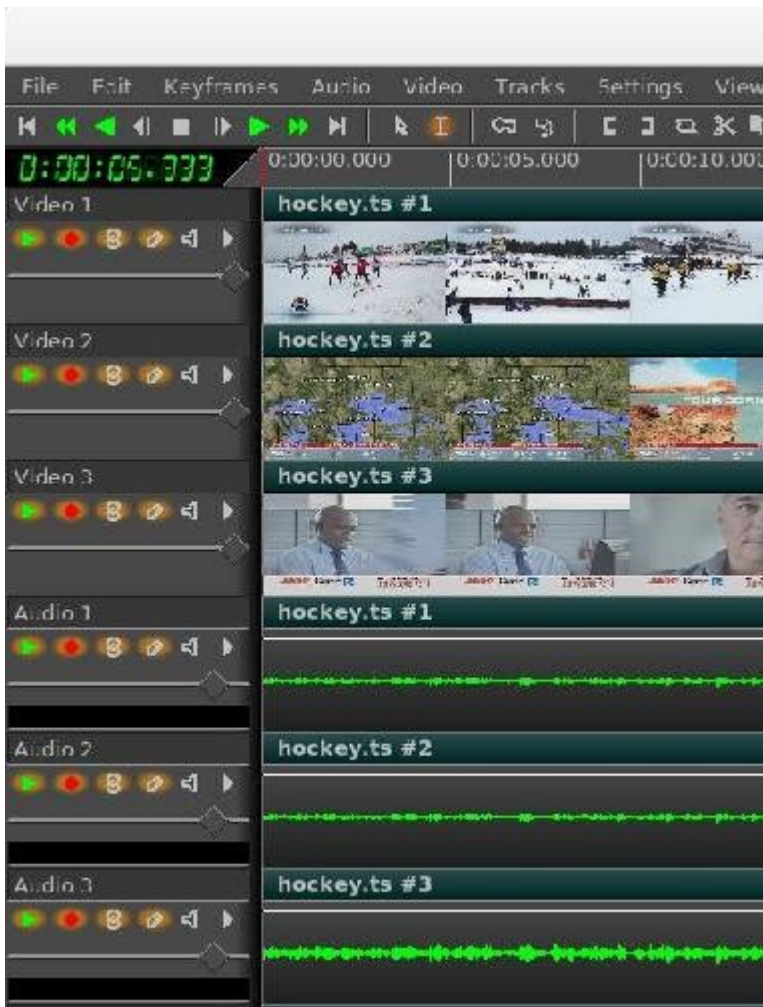 File Edit Keyframes Audio Video Tracks Settings View
0:00:05.333 0:00:00.000 0:00:05.000 0:00:10.000
Video 1 hockey.ts #1
Video 2 hockey.ts #2
Video 3 hockey.ts #3
Audio 1 hockey.ts #1
Audio 2 hockey.ts #2
Audio 3 hockey.ts #3